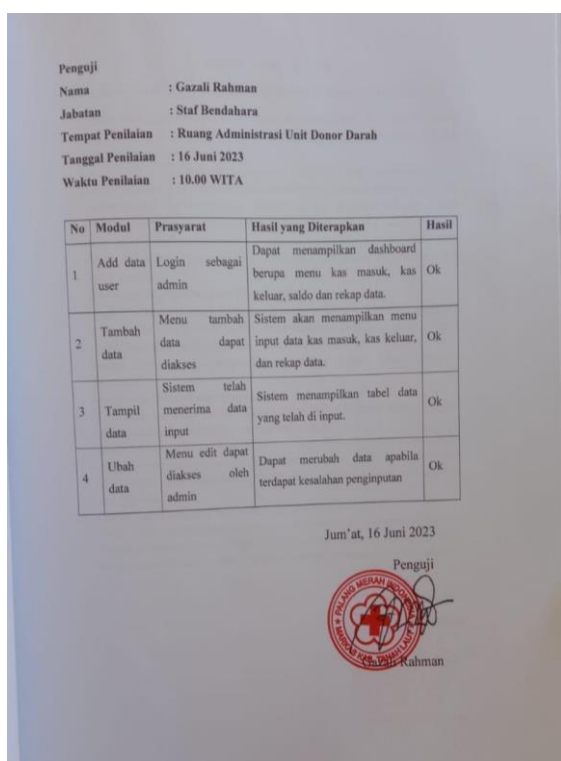 Penguji
Nama : Gazali Rahman
Jabatan : Staf Bendahara
Tempat Penilaian : Ruang Administrasi Unit Donor Darah
Tanggal Penilaian : 16 Juni 2023
Waktu Penilaian : 10.00 WITA
No Modul Prasyarat Hasil yang Diterapkan Hasil
1 Add data user Login sebagai admin Dapat menampilkan dashboard berupa menu kas masuk, kas keluar, saldo dan rekap data. Ok
2 Tambah data Menu tambah data dapat diakses Sistem akan menampilkan menu input data kas masuk, kas keluar, dan rekap data. Ok
3 Tampil data Sistem telah menerima data input Sistem menampilkan tabel data yang telah di input. Ok
4 Ubah data Menu edit dapat diakses oleh admin Dapat merubah data apabila terdapat kesalahan penginputan Ok
Jum'at, 16 Juni 2023
Penguji
PALANG MERAH INDONESIA
MARKAS KAB. TANAH LAUT
Gazali Rahman